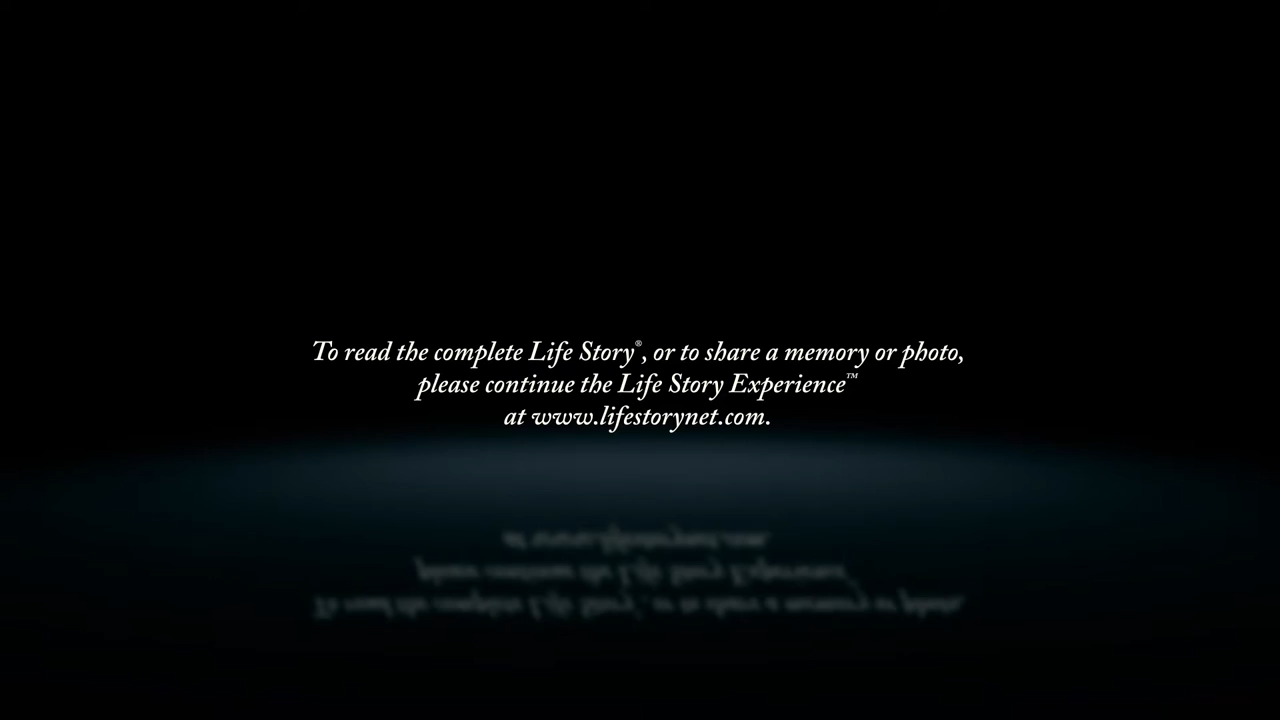 To read the complete Life Story®, or to share a memory or photo,
please continue the Life Story Experience™
at www.lifestorynet.com.